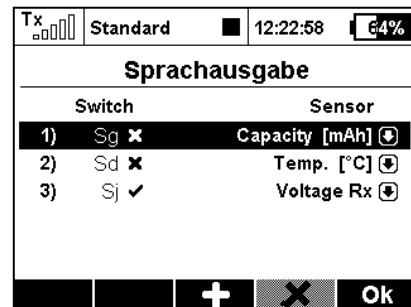 Tx Standard 12:22:58 64%
Sprachausgabe
Switch Sensor
1) Sg ✖ Capacity [mAh]
2) Sd ✖ Temp. [°C]
3) Sj ✔ Voltage Rx
Ok